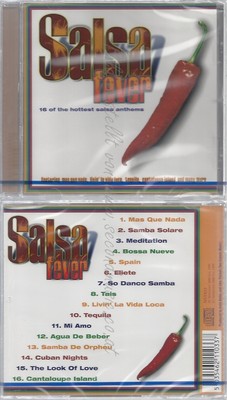 Salsa
fever
16 of the hottest salsa anthems
Salsa
fever
1. Mas Que Nada
2. Samba Solare
3. Meditation
4. Bossa Nueve
5. Spain
6. Eliete
7. So Danco Samba
8. Tais
9. Livin' La Vida Loca
10. Tequila
11. Mi Amo
12. Agua De Beber
13. Samba De Orpheu
14. Cuban Nights
15. The Look Of Love
16. Cantaloupe Island